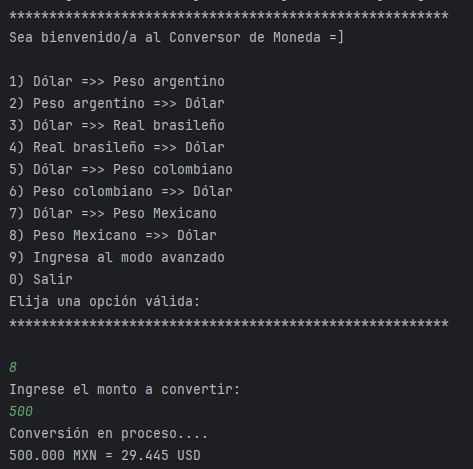 *******************************************************
Sea bienvenido/a al Conversor de Moneda =]
1) Dólar =>> Peso argentino
2) Peso argentino =>> Dólar
3) Dólar =>> Real brasileño
4) Real brasileño =>> Dólar
5) Dólar =>> Peso colombiano
6) Peso colombiano =>> Dólar
7) Dólar =>> Peso Mexicano
8) Peso Mexicano =>> Dólar
9) Ingresa al modo avanzado
0) Salir
Elija una opción válida:
*******************************************************
8
Ingrese el monto a convertir:
500
Conversión en proceso....
500.000 MXN = 29.445 USD